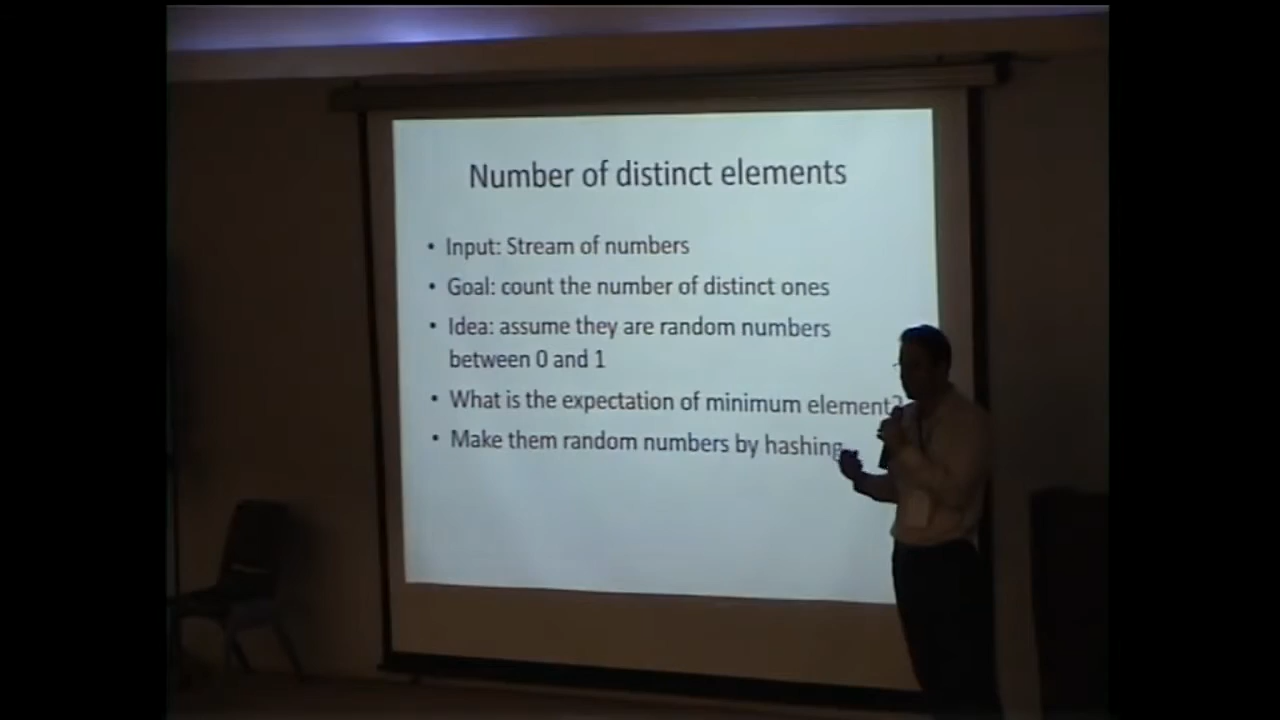 Number of distinct elements
• Input: Stream of numbers
• Goal: count the number of distinct ones
• Idea: assume they are random numbers
between 0 and 1
• What is the expectation of minimum element?
• Make them random numbers by hashing